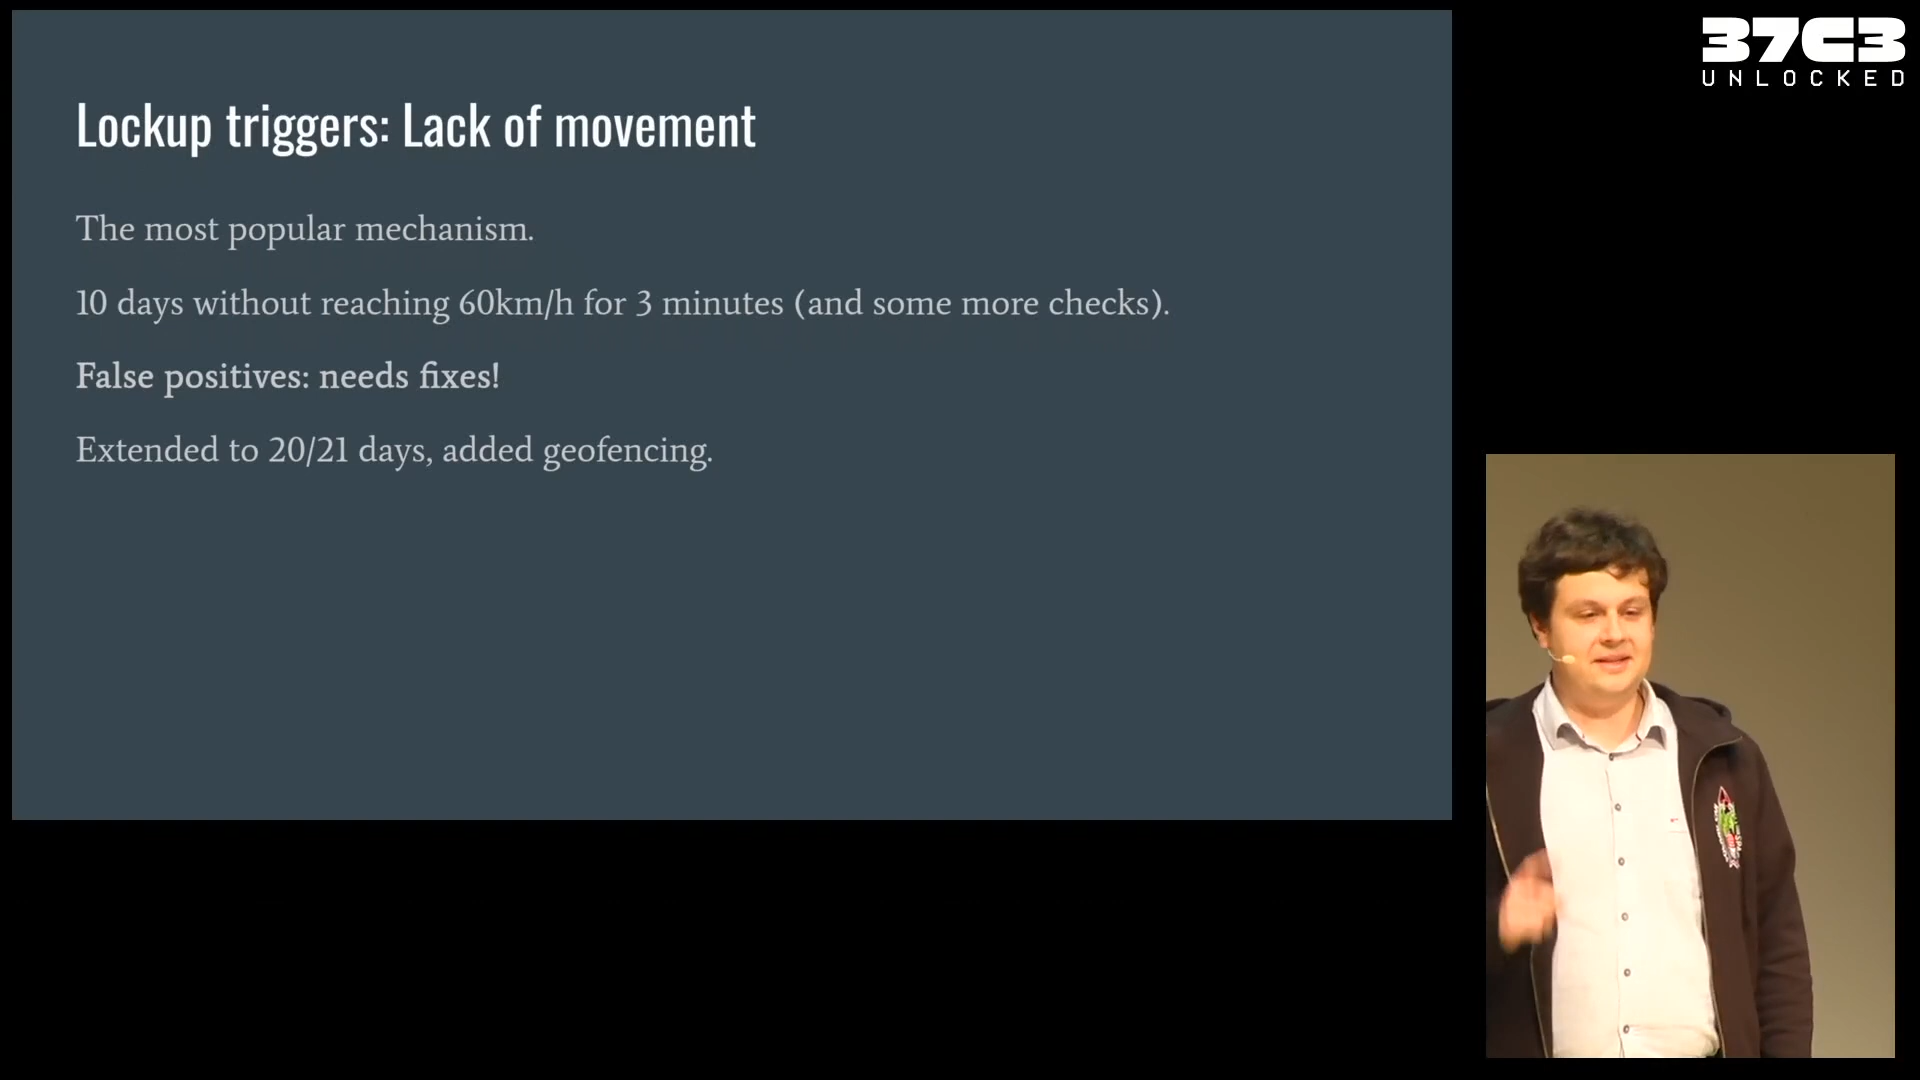 37C3
UNLOCKED
Lockup triggers: Lack of movement
The most popular mechanism.
10 days without reaching 60km/h for 3 minutes (and some more checks).
False positives: needs fixes!
Extended to 20/21 days, added geofencing.